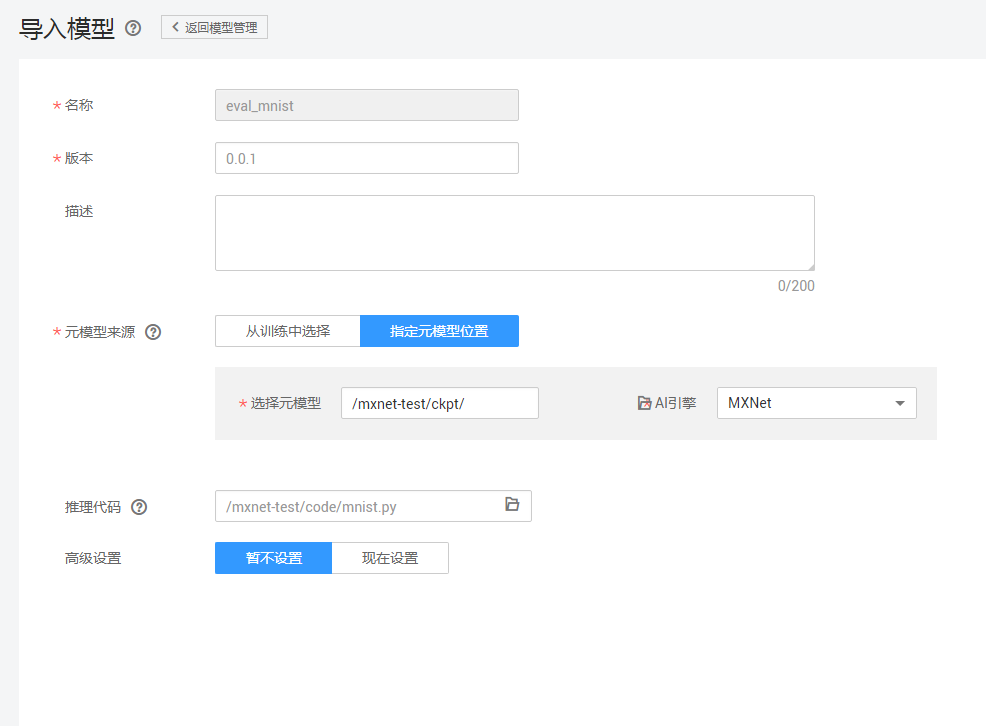 导入模型 ? 返回模型管理
* 名称 eval_mnist
* 版本 0.0.1
描述
0/200
* 元模型来源 ? 从训练中选择 指定元模型位置
* 选择元模型 /mxnet-test/ckpt/ AI引擎 MXNet
推理代码 ? /mxnet-test/code/mnist.py
高级设置 暂不设置 现在设置